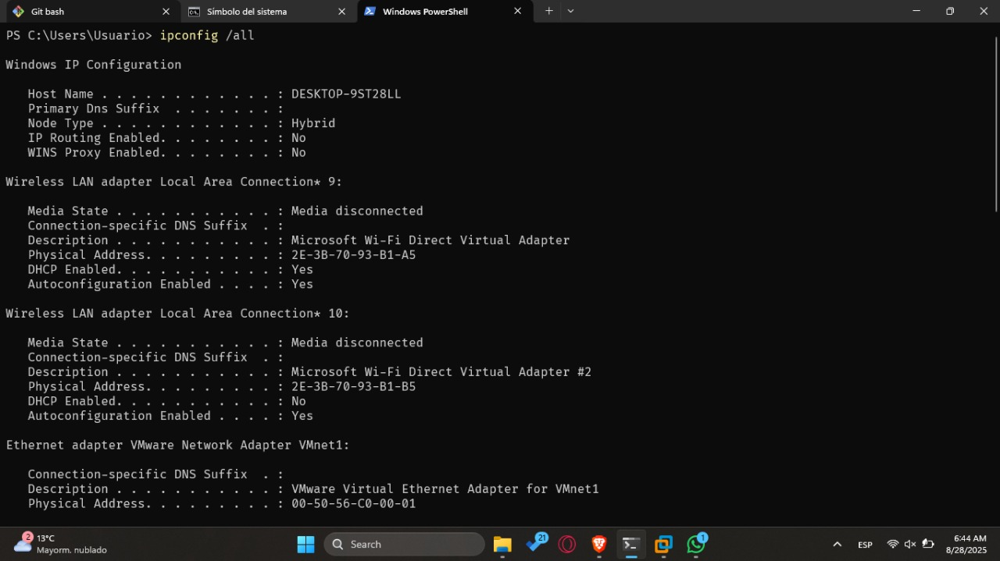 Git bash
Símbolo del sistema
Windows PowerShell
PS C:\Users\Usuario> ipconfig /all
Windows IP Configuration
Host Name . . . . . . . . . . . . : DESKTOP-9ST28LL
Primary Dns Suffix  . . . . . . . :
Node Type . . . . . . . . . . . . : Hybrid
IP Routing Enabled. . . . . . . . : No
WINS Proxy Enabled. . . . . . . . : No
Wireless LAN adapter Local Area Connection* 9:
Media State . . . . . . . . . . . : Media disconnected
Connection-specific DNS Suffix  . :
Description . . . . . . . . . . . : Microsoft Wi-Fi Direct Virtual Adapter
Physical Address. . . . . . . . . : 2E-3B-70-93-B1-A5
DHCP Enabled. . . . . . . . . . . : Yes
Autoconfiguration Enabled . . . . : Yes
Wireless LAN adapter Local Area Connection* 10:
Media State . . . . . . . . . . . : Media disconnected
Connection-specific DNS Suffix  . :
Description . . . . . . . . . . . : Microsoft Wi-Fi Direct Virtual Adapter #2
Physical Address. . . . . . . . . : 2E-3B-70-93-B1-B5
DHCP Enabled. . . . . . . . . . . : No
Autoconfiguration Enabled . . . . : Yes
Ethernet adapter VMware Network Adapter VMnet1:
Connection-specific DNS Suffix  . :
Description . . . . . . . . . . . : VMware Virtual Ethernet Adapter for VMnet1
Physical Address. . . . . . . . . : 00-50-56-C0-00-01
2
13°C
Mayorm. nublado
Search
21
1
ESP
6:44 AM
8/28/2025